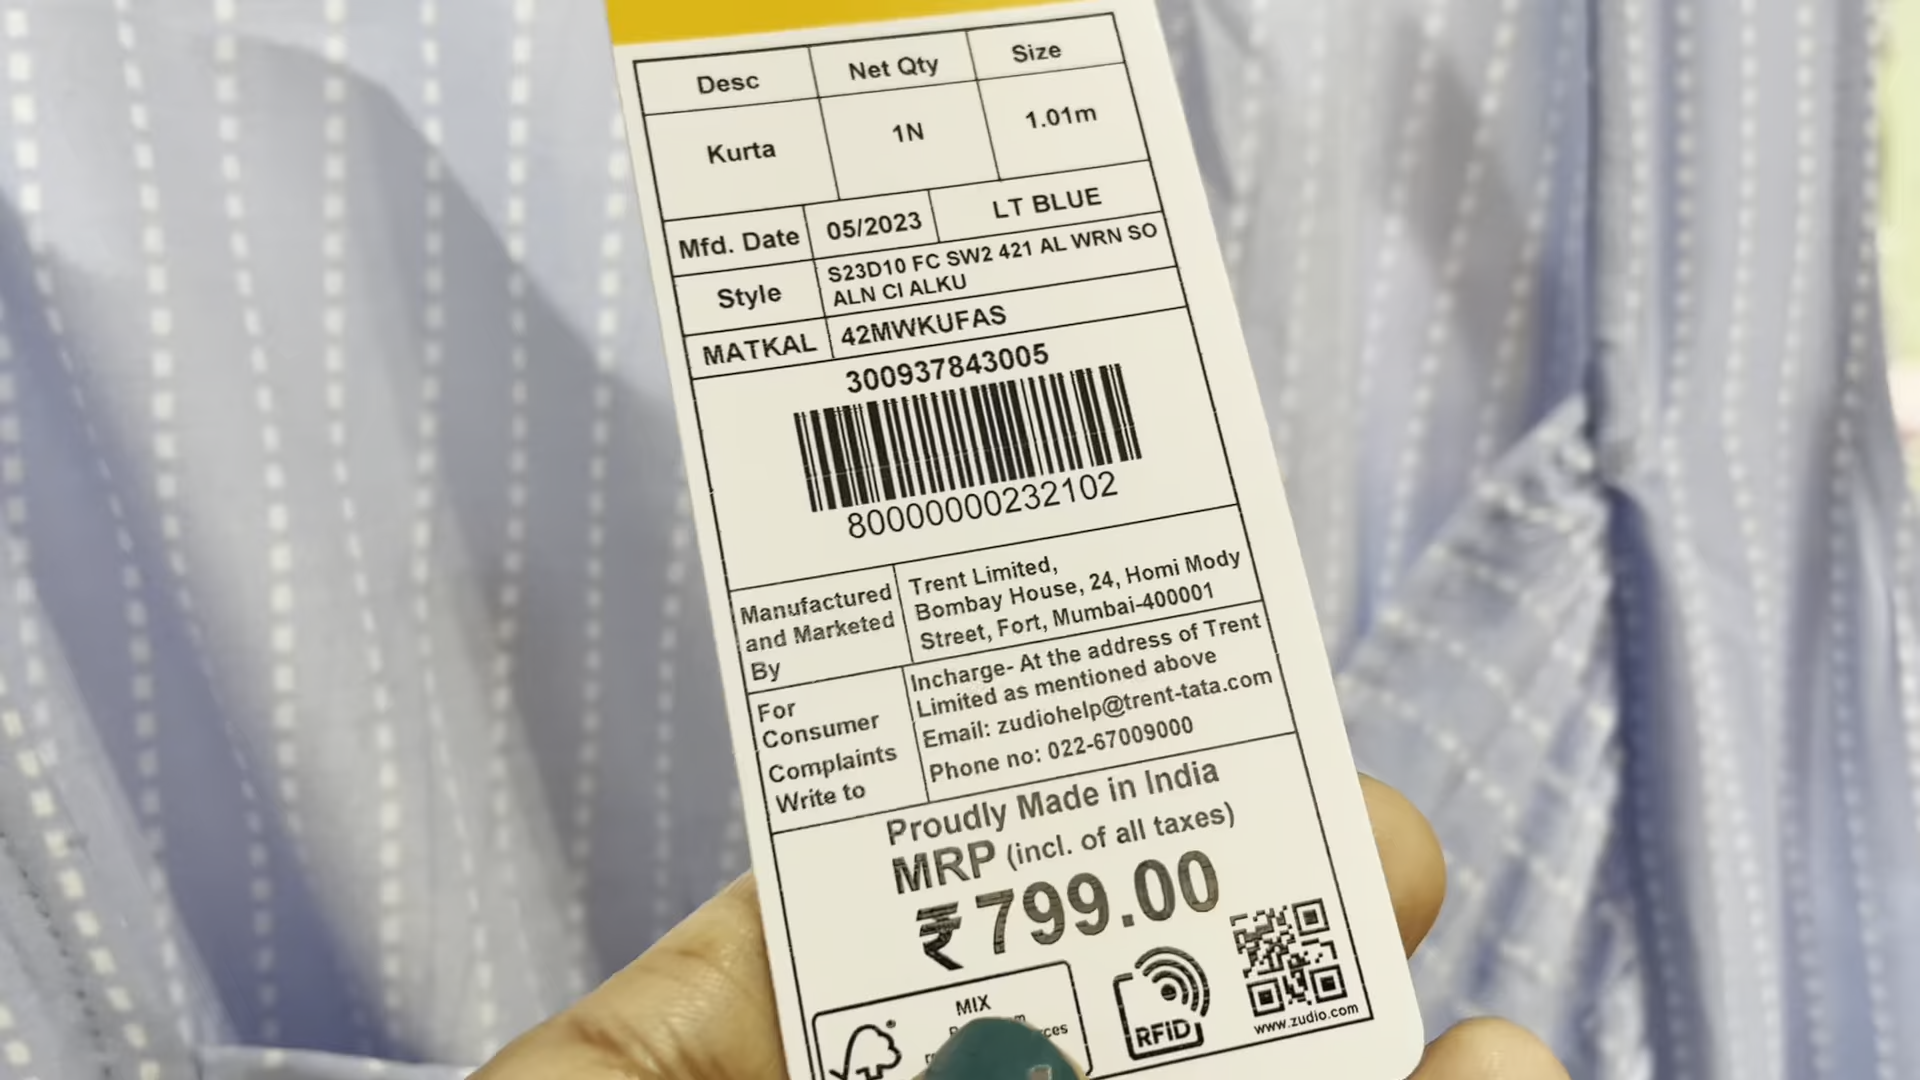 Desc Net Qty Size
Kurta 1N 1.01m
Mfd. Date 05/2023 LT BLUE
Style S23D10 FC SW2 421 AL WRN SO
ALN CI ALKU
MATKAL 42MWKUFAS
300937843005
80000000232102
Manufactured
and Marketed
By
Trent Limited,
Bombay House, 24, Homi Mody
Street, Fort, Mumbai-400001
For
Consumer
Complaints
Write to
Incharge- At the address of Trent
Limited as mentioned above
Email: zudiohelp@trent-tata.com
Phone no: 022-67009000
Proudly Made in India
MRP (incl. of all taxes)
₹799.00
MIX
RFiD
www.zudio.com